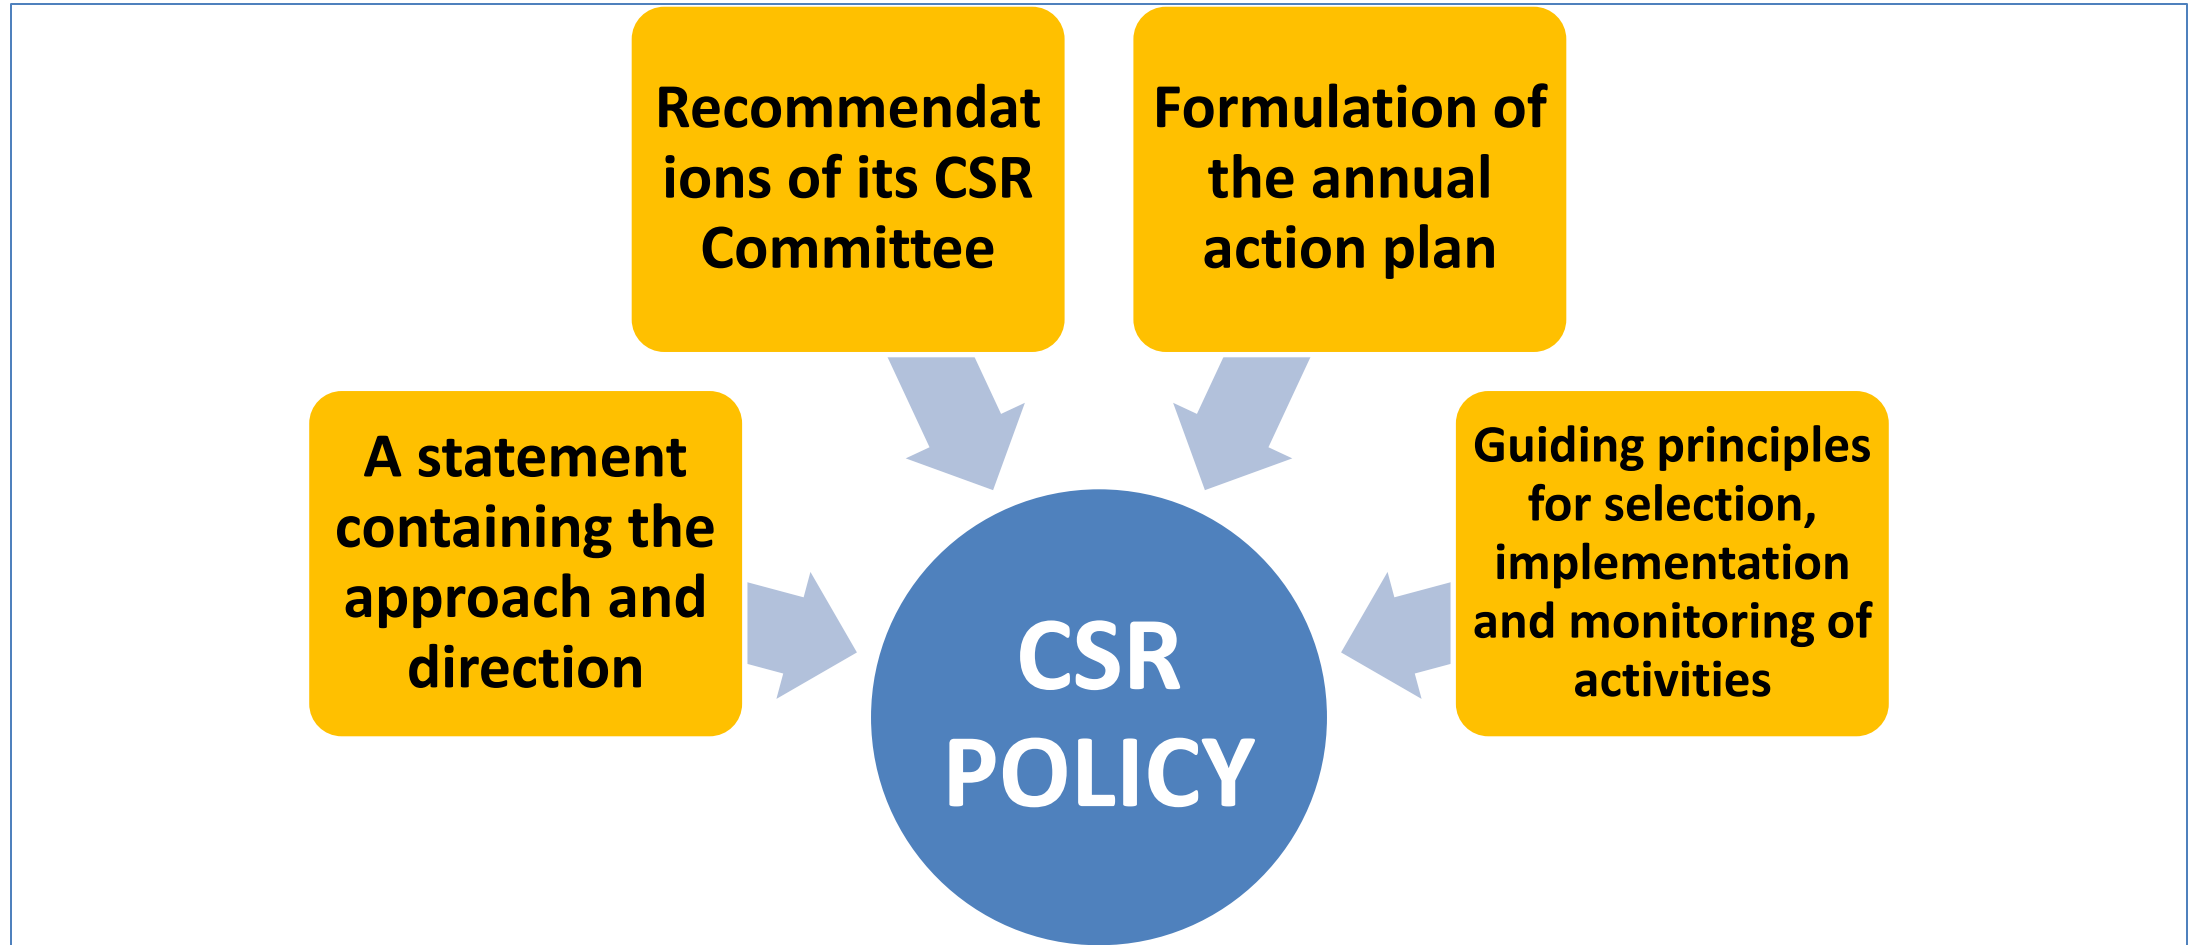 Recommendat
ions of its CSR
Committee
Formulation of
the annual
action plan
A statement
containing the
approach and
direction
Guiding principles
for selection,
implementation
and monitoring of
activities
CSR
POLICY